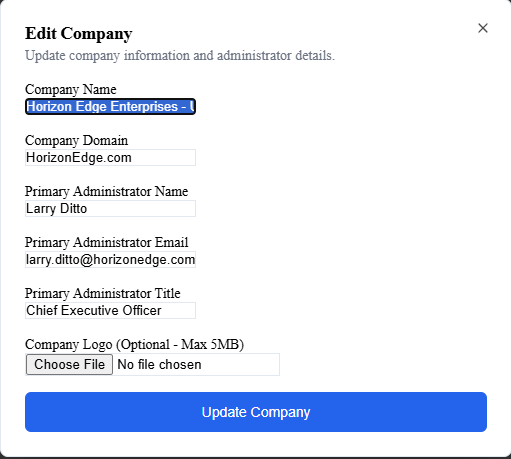 Edit Company
Update company information and administrator details.
Company Name
Horizon Edge Enterprises -
Company Domain
HorizonEdge.com
Primary Administrator Name
Larry Ditto
Primary Administrator Email
larry.ditto@horizonedge.com
Primary Administrator Title
Chief Executive Officer
Company Logo (Optional - Max 5MB)
Choose File No file chosen
Update Company